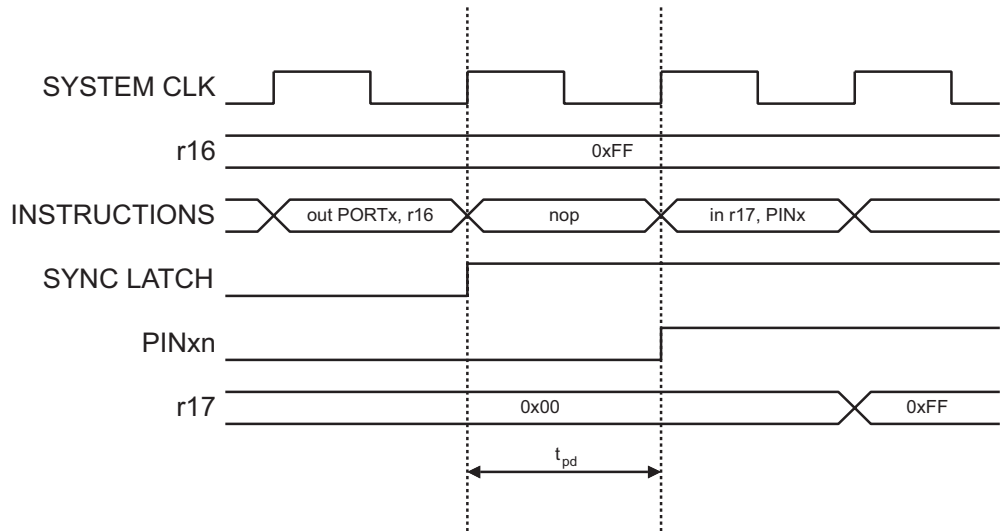 SYSTEM CLK
r16
0xFF
INSTRUCTIONS
out PORTx, r16
nop
in r17, PINx
SYNC LATCH
PINxn
r17
0x00
0xFF
tpd